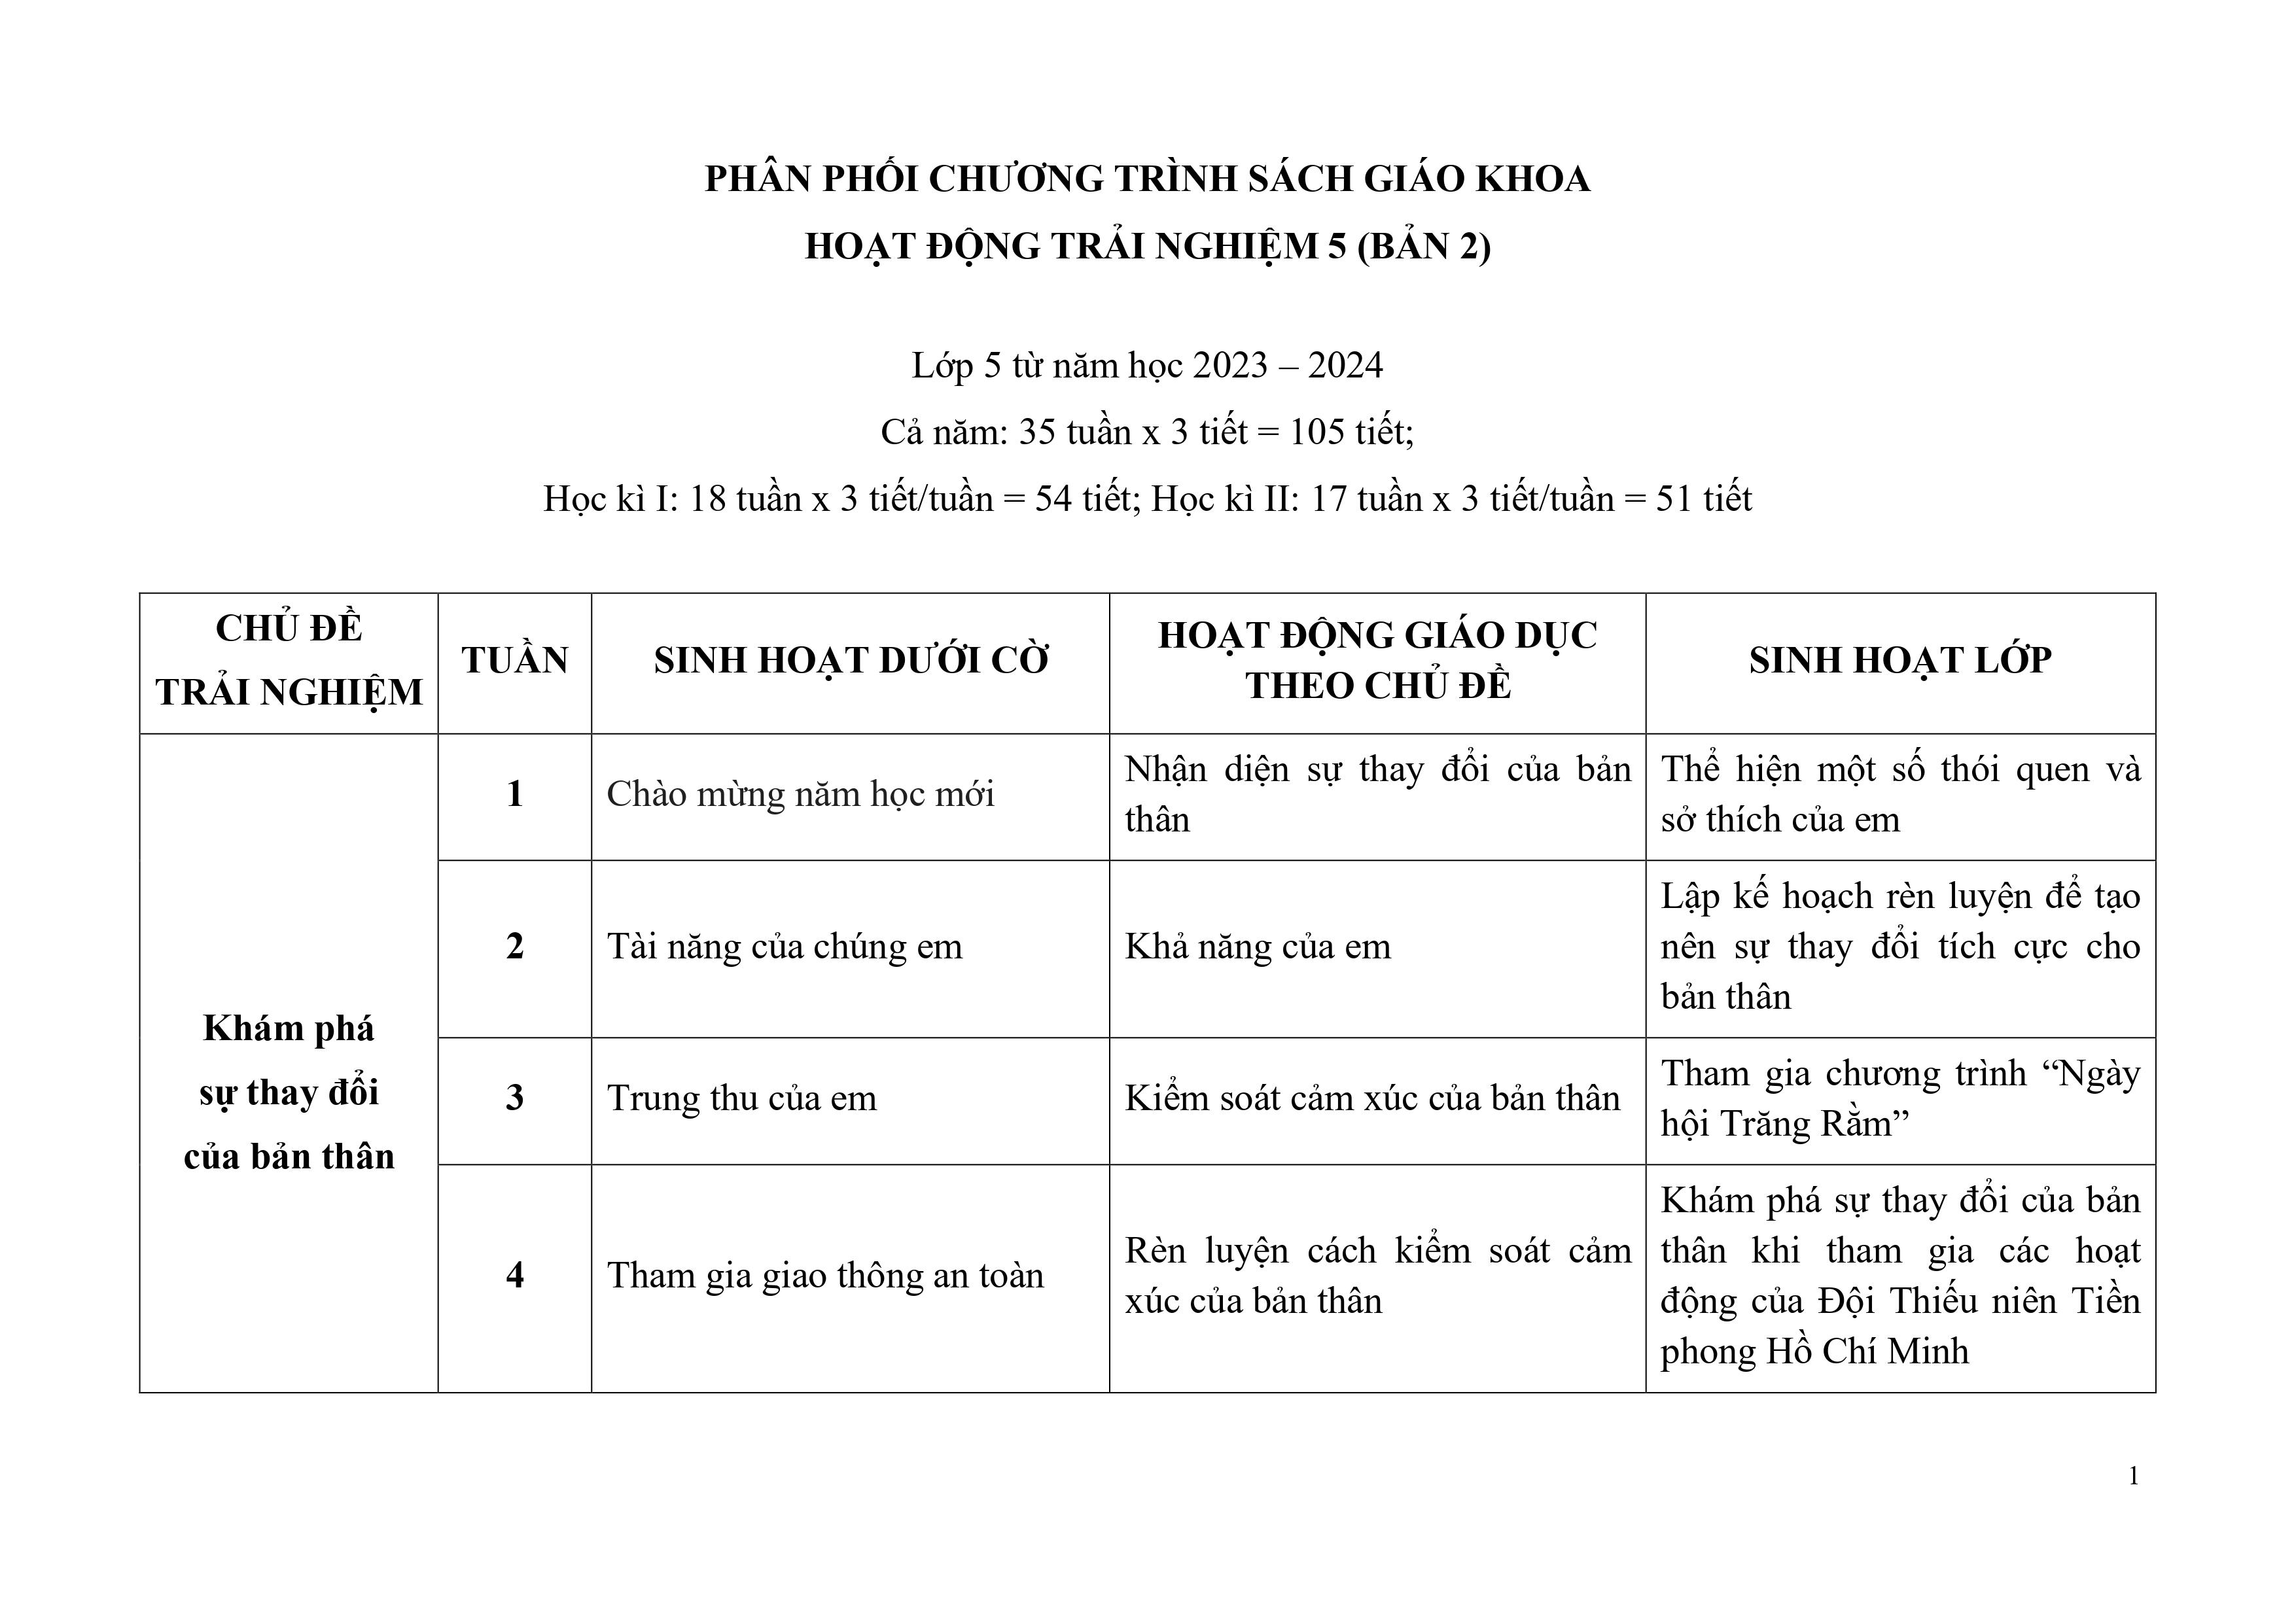 PHÂN PHỐI CHƯƠNG TRÌNH SÁCH GIÁO KHOA
HOẠT ĐỘNG TRẢI NGHIỆM 5 (BẢN 2)
Lớp 5 từ năm học 2023 – 2024
Cả năm: 35 tuần x 3 tiết = 105 tiết;
Học kì I: 18 tuần x 3 tiết/tuần = 54 tiết; Học kì II: 17 tuần x 3 tiết/tuần = 51 tiết
CHỦ ĐỀ
TRẢI NGHIỆM
TUẦN
SINH HOẠT DƯỚI CỜ
HOẠT ĐỘNG GIÁO DỤC
THEO CHỦ ĐỀ
SINH HOẠT LỚP
Khám phá
sự thay đổi
của bản thân
1
Chào mừng năm học mới
Nhận diện sự thay đổi của bản
thân
Thể hiện một số thói quen và
sở thích của em
2
Tài năng của chúng em
Khả năng của em
Lập kế hoạch rèn luyện để tạo
nên sự thay đổi tích cực cho
bản thân
3
Trung thu của em
Kiểm soát cảm xúc của bản thân
Tham gia chương trình “Ngày
hội Trăng Rằm”
4
Tham gia giao thông an toàn
Rèn luyện cách kiểm soát cảm
xúc của bản thân
Khám phá sự thay đổi của bản
thân khi tham gia các hoạt
động của Đội Thiếu niên Tiền
phong Hồ Chí Minh
1